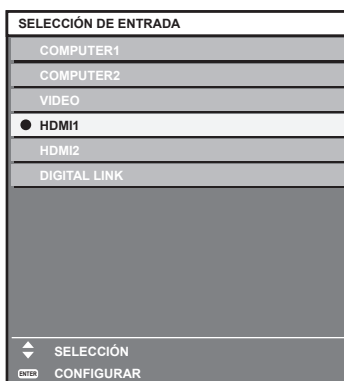 SELECCIÓN DE ENTRADA
COMPUTER1
COMPUTER2
VIDEO
HDMI1
HDMI2
DIGITAL LINK
SELECCIÓN
ENTER CONFIGURAR